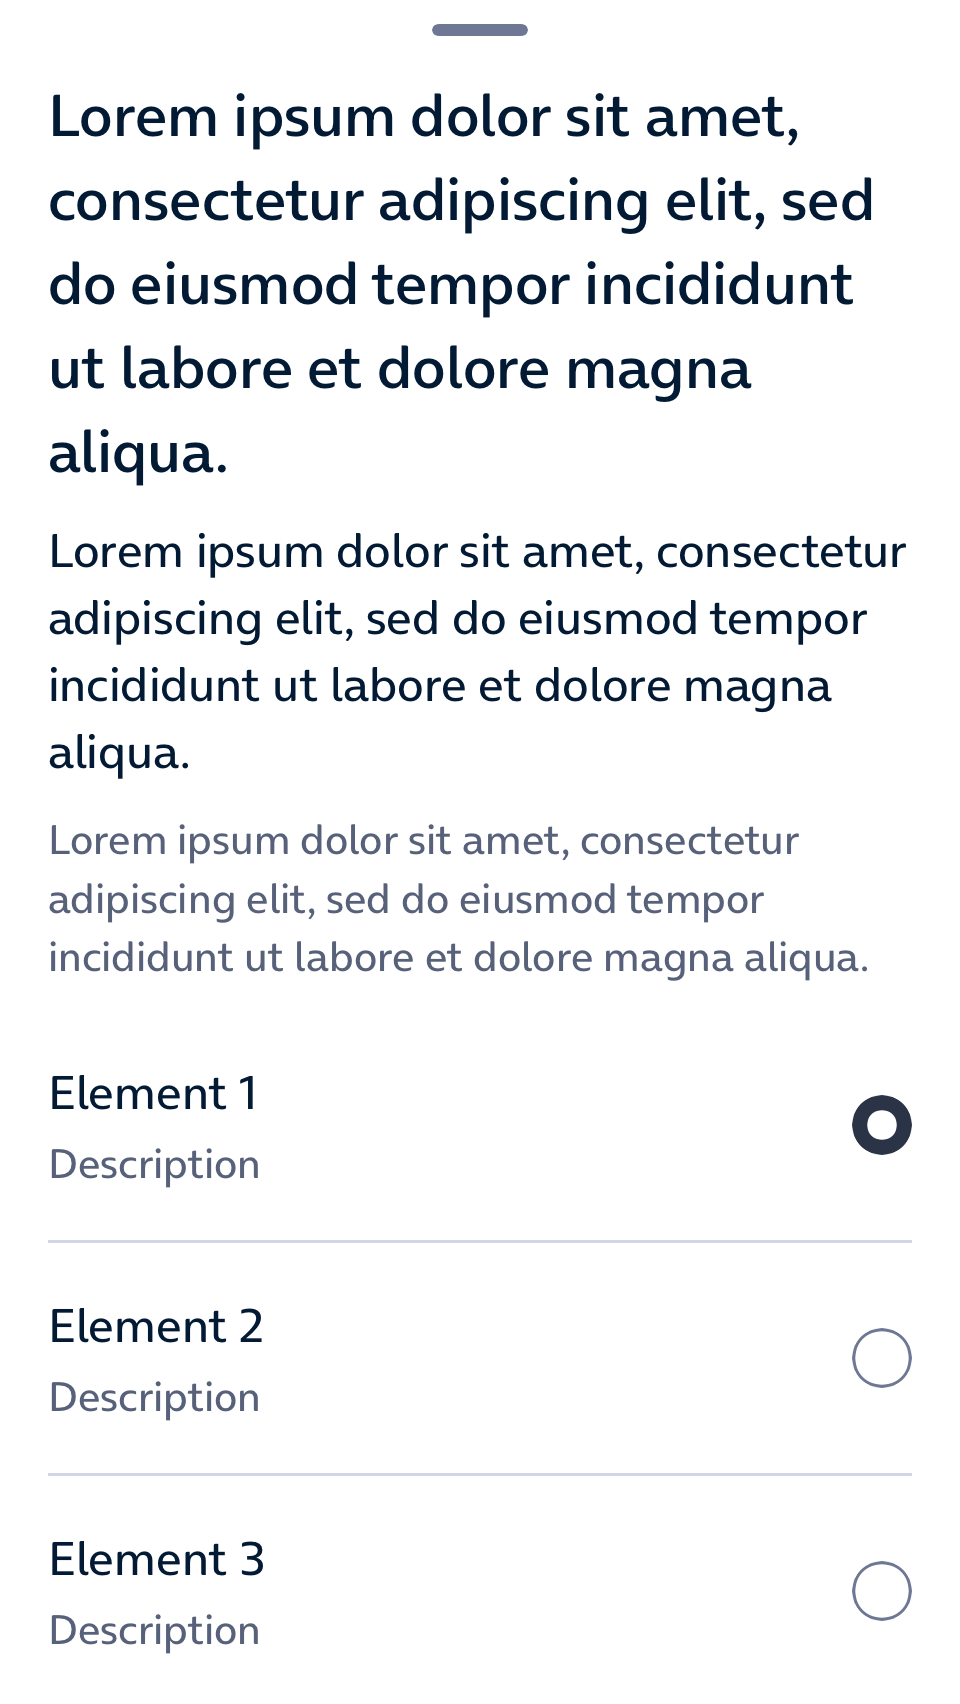 Lorem ipsum dolor sit amet,
consectetur adipiscing elit, sed
do eiusmod tempor incididunt
ut labore et dolore magna
aliqua.
Lorem ipsum dolor sit amet, consectetur
adipiscing elit, sed do eiusmod tempor
incididunt ut labore et dolore magna
aliqua.
Lorem ipsum dolor sit amet, consectetur
adipiscing elit, sed do eiusmod tempor
incididunt ut labore et dolore magna aliqua.
Element 1
Description
Element 2
Description
Element 3
Description